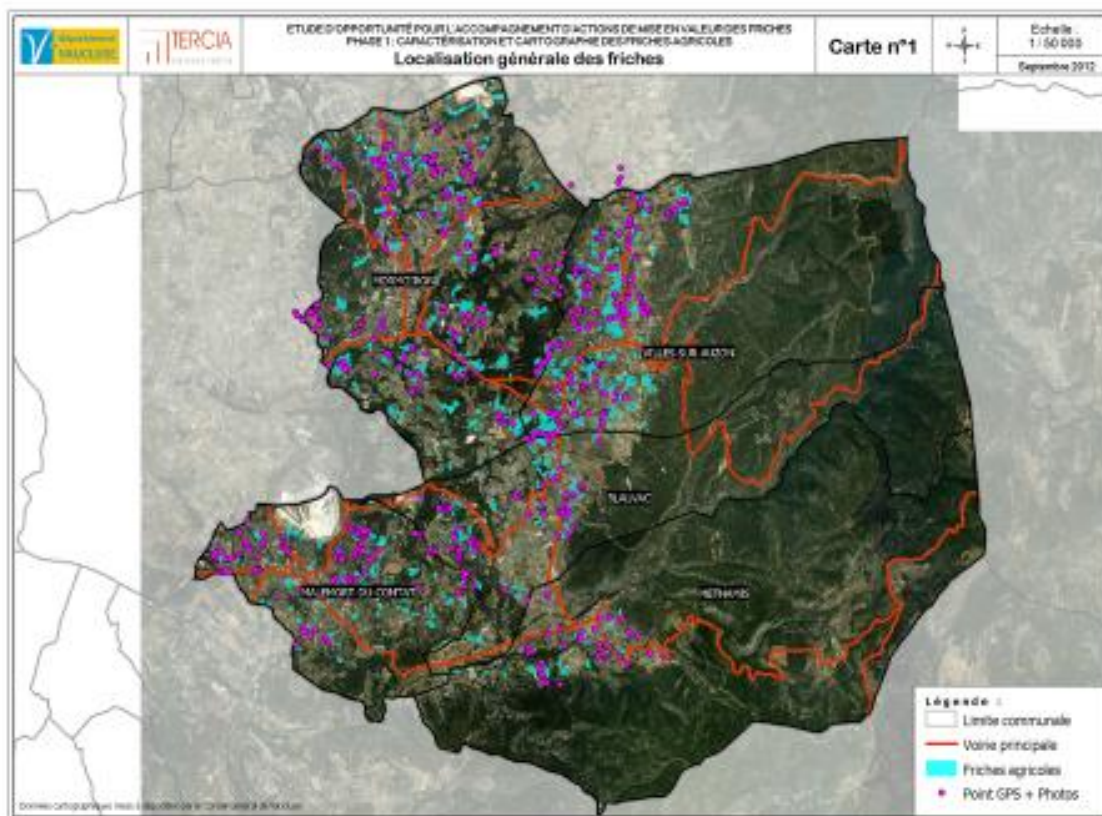 département
VAUCLUSE
TERCIA
ETUDE D'OPPORTUNITÉ POUR L'ACCOMPAGNEMENT D'ACTIONS DE MISE EN VALEUR DES FRICHES
PHASE 1 : CARACTÉRISATION ET CARTOGRAPHIE DES FRICHES AGRICOLES
Localisation générale des friches
Carte n°1
Echelle :
1 / 50 000
Septembre 2012
MORMOIRON
VILLES-SUR-AUZON
BLAUVAC
MALEMORT-DU-COMTAT
METHAMIS
Légende :
Limite communale
Voirie principale
Friches agricoles
Point GPS + Photos